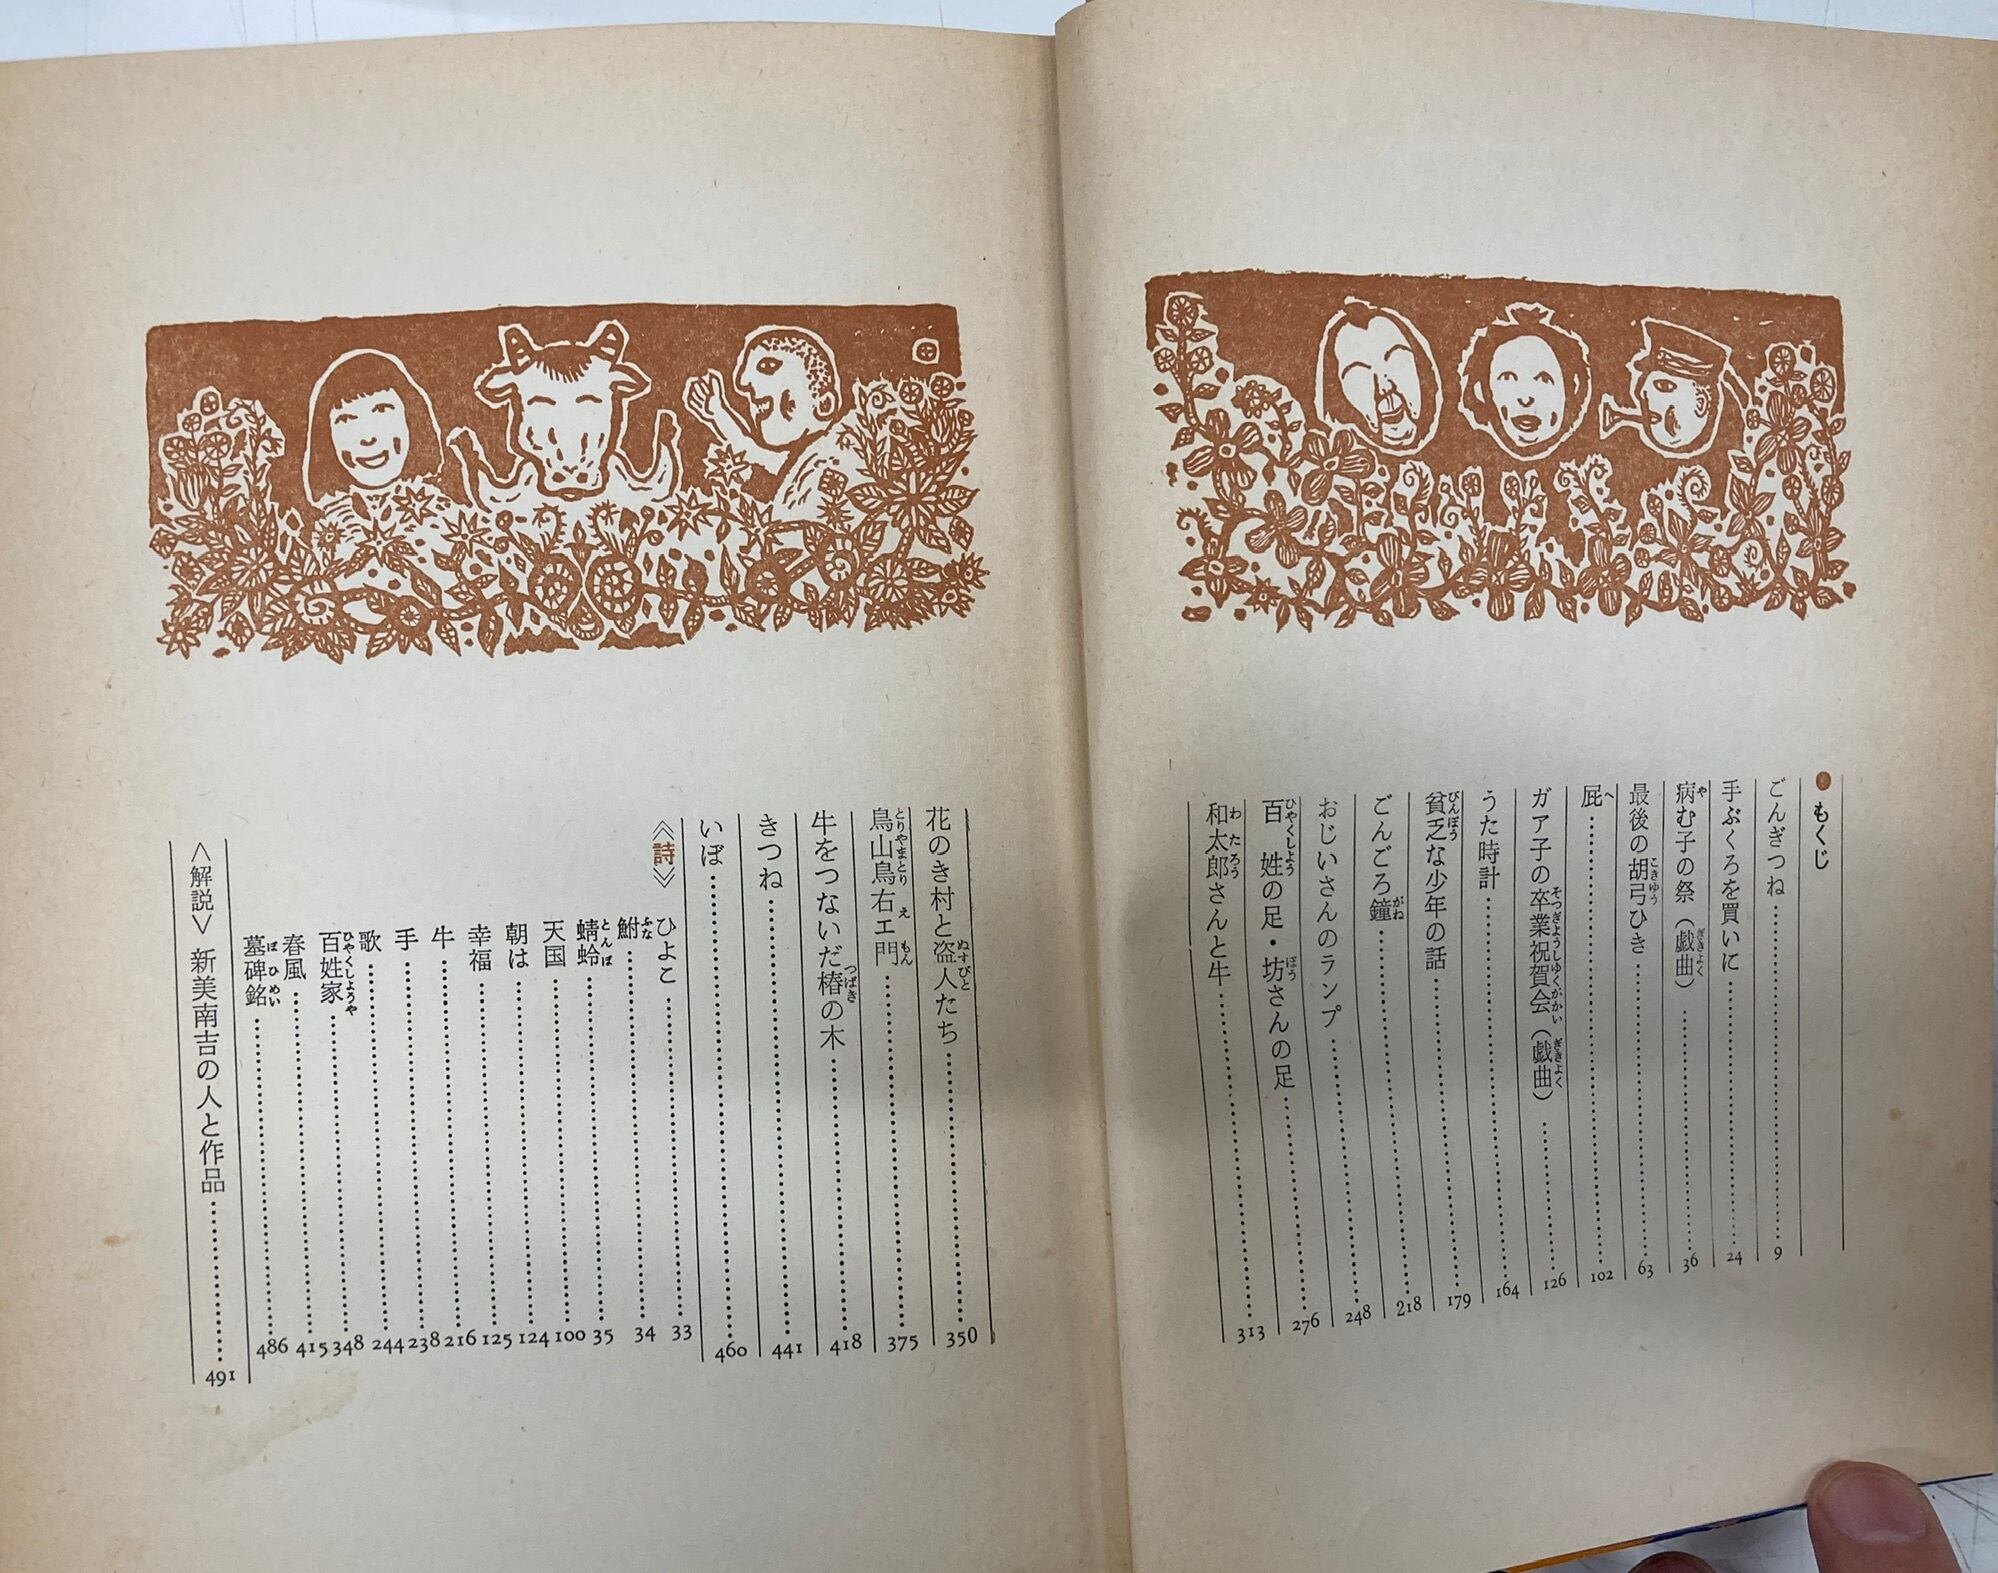 ●もくじ
ごんぎつね……9
手ぶくろを買いに……24
病む子の祭（戯曲）……36
最後の胡弓ひき……63
屁……102
ガア子の卒業祝賀会（戯曲）……126
うた時計……164
貧乏な少年の話……179
ごんごろ鐘……218
おじいさんのランプ……248
百姓の足・坊さんの足……276
和太郎さんと牛……313
花のき村と盗人たち……350
鳥山鳥右エ門……375
牛をつないだ椿の木……418
きつね……441
いぼ……460
《詩》
ひよこ……33
鮒……34
蜻蛉……35
天国……100
朝は……124
幸福……125
牛……216
手……238
歌……244
百姓家……348
春風……415
墓碑銘……486
＜解説＞ 新美南吉の人と作品……491